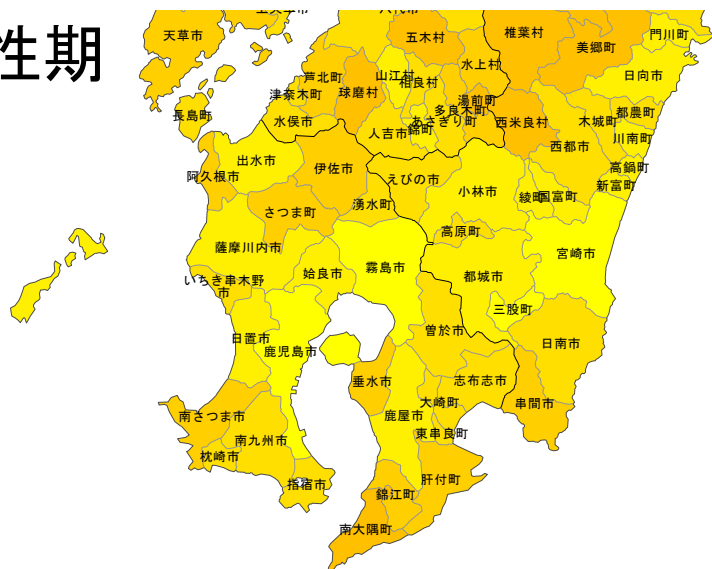 性期
天草市
五木村
椎葉村
美郷町
門川町
芦北町
山江村
相良村
水上村
日向市
津奈木町
球磨村
湯前町
多良木町
長島町
水俣市
人吉市
錦町
あさぎり町
西米良村
木城町
都農町
西都市
川南町
出水市
阿久根市
伊佐市
えびの市
小林市
高鍋町
新富町
綾町
国富町
さつま町
湧水町
高原町
薩摩川内市
宮崎市
いちき串木野
市
姶良市
霧島市
都城市
三股町
日置市
鹿児島市
曽於市
日南市
垂水市
志布志市
大崎町
串間市
南さつま市
鹿屋市
東串良町
南九州市
枕崎市
指宿市
肝付町
錦江町
南大隅町